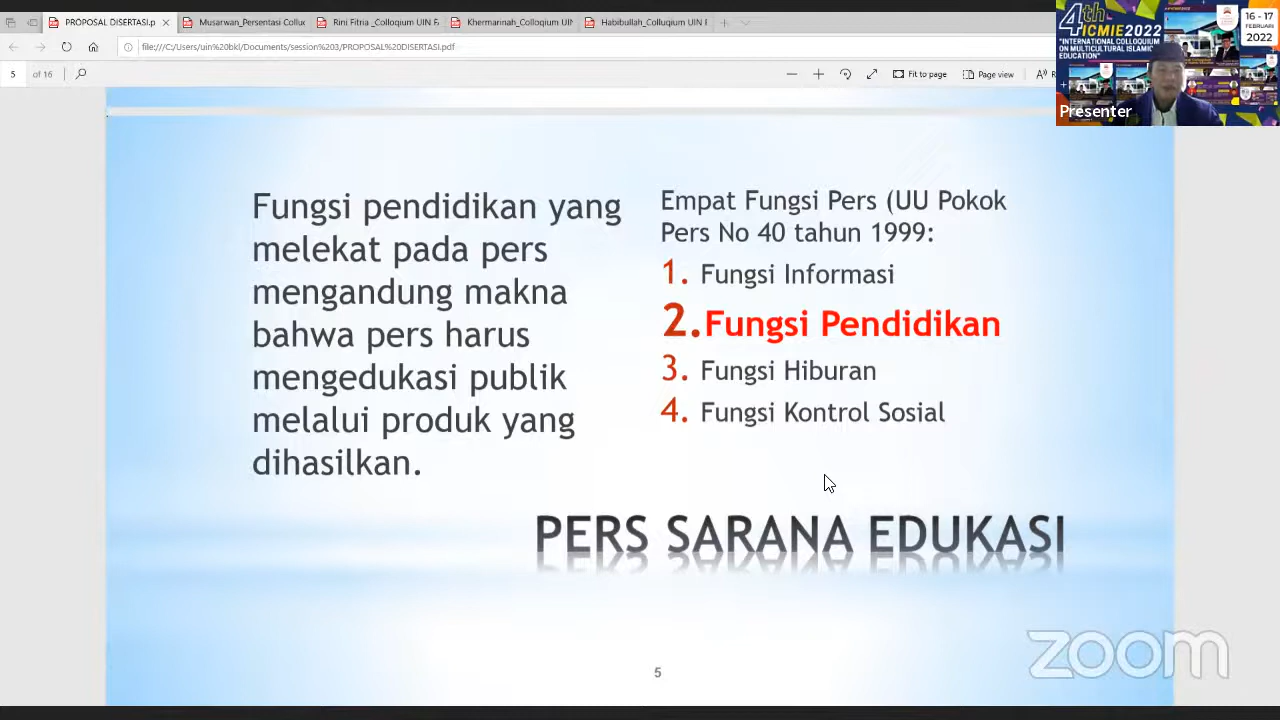 PROPOSAL DISERTASI.p
Musarwan_Persentasi Colloq
Rini Fitria _Colloqium UIN F
Khermarinah_Colloqium UIN
Habibullah_Colluqium UIN F
file:///C:/Users/uin%20bkl/Documents/session%203/PROPOSAL%20DISERTASI.pdf
5 of 16
Fit to page
Page view
4th
ICMIE2022
"INTERNATIONAL COLLOQUIUM
ON MULTICULTURAL ISLAMIC
EDUCATION"
16 - 17
FEBRUARI
2022
Presenter
Fungsi pendidikan yang
melekat pada pers
mengandung makna
bahwa pers harus
mengedukasi publik
melalui produk yang
dihasilkan.
Empat Fungsi Pers (UU Pokok
Pers No 40 tahun 1999:
1. Fungsi Informasi
2. Fungsi Pendidikan
3. Fungsi Hiburan
4. Fungsi Kontrol Sosial
PERS SARANA EDUKASI
5
zoom